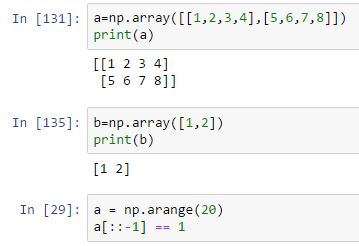 In [131]: a=np.array([[1,2,3,4],[5,6,7,8]])
print(a)
[[1 2 3 4]
 [5 6 7 8]]
In [135]: b=np.array([1,2])
print(b)
[1 2]
In [29]: a = np.arange(20)
a[::-1] == 1